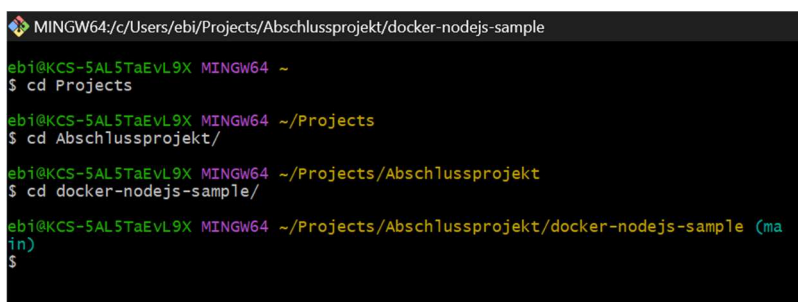 MINGW64:/c/Users/ebi/Projects/Abschlussprojekt/docker-nodejs-sample
ebi@KCS-5AL5TaEvL9X MINGW64 ~
$ cd Projects
ebi@KCS-5AL5TaEvL9X MINGW64 ~/Projects
$ cd Abschlussprojekt/
ebi@KCS-5AL5TaEvL9X MINGW64 ~/Projects/Abschlussprojekt
$ cd docker-nodejs-sample/
ebi@KCS-5AL5TaEvL9X MINGW64 ~/Projects/Abschlussprojekt/docker-nodejs-sample (ma
in)
$